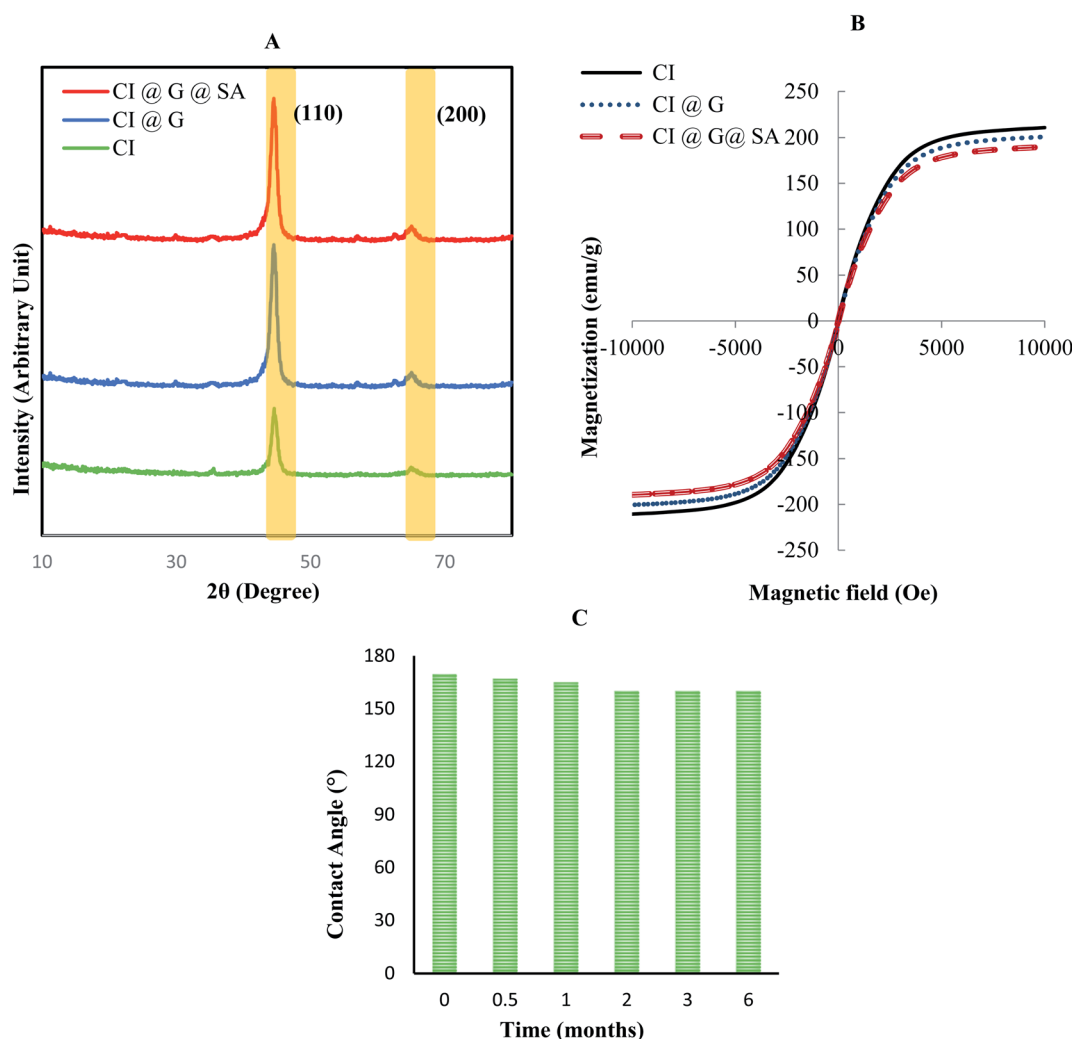 A
CI @ G @ SA
CI @ G
CI
(110)
(200)
Intensity (Arbitrary Unit)
10
30
50
70
2θ (Degree)
B
CI
CI @ G
CI @ G@ SA
250
200
150
100
50
0
-50
-100
-150
-200
-250
-10000
-5000
0
5000
10000
Magnetization (emu/g)
Magnetic field (Oe)
C
180
150
120
90
60
30
0
Contact Angle (°)
0
0.5
1
2
3
6
Time (months)